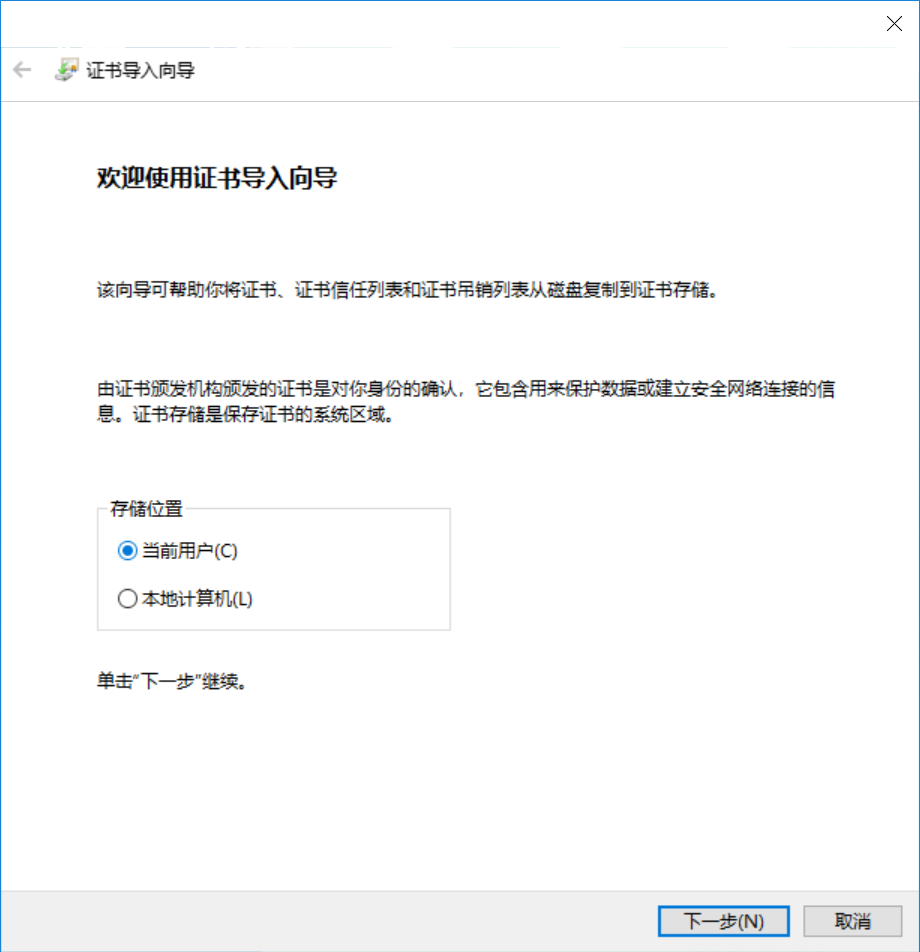 证书导入向导
欢迎使用证书导入向导
该向导可帮助你将证书、证书信任列表和证书吊销列表从磁盘复制到证书存储。
由证书颁发机构颁发的证书是对你身份的确认，它包含用来保护数据或建立安全网络连接的信
息。证书存储是保存证书的系统区域。
存储位置
当前用户(C)
本地计算机(L)
单击“下一步”继续。
下一步(N)
取消